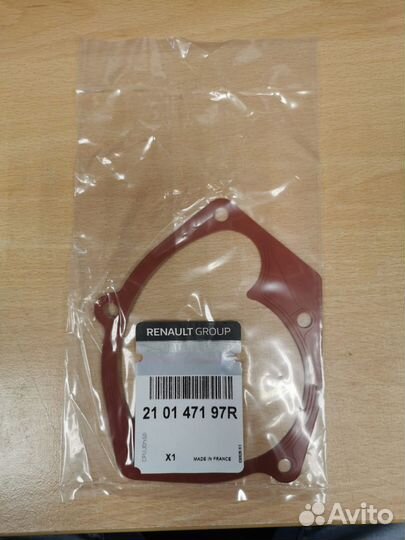 RENAULT GROUP
21 01 471 97R
X1
MADE IN FRANCE
Avito